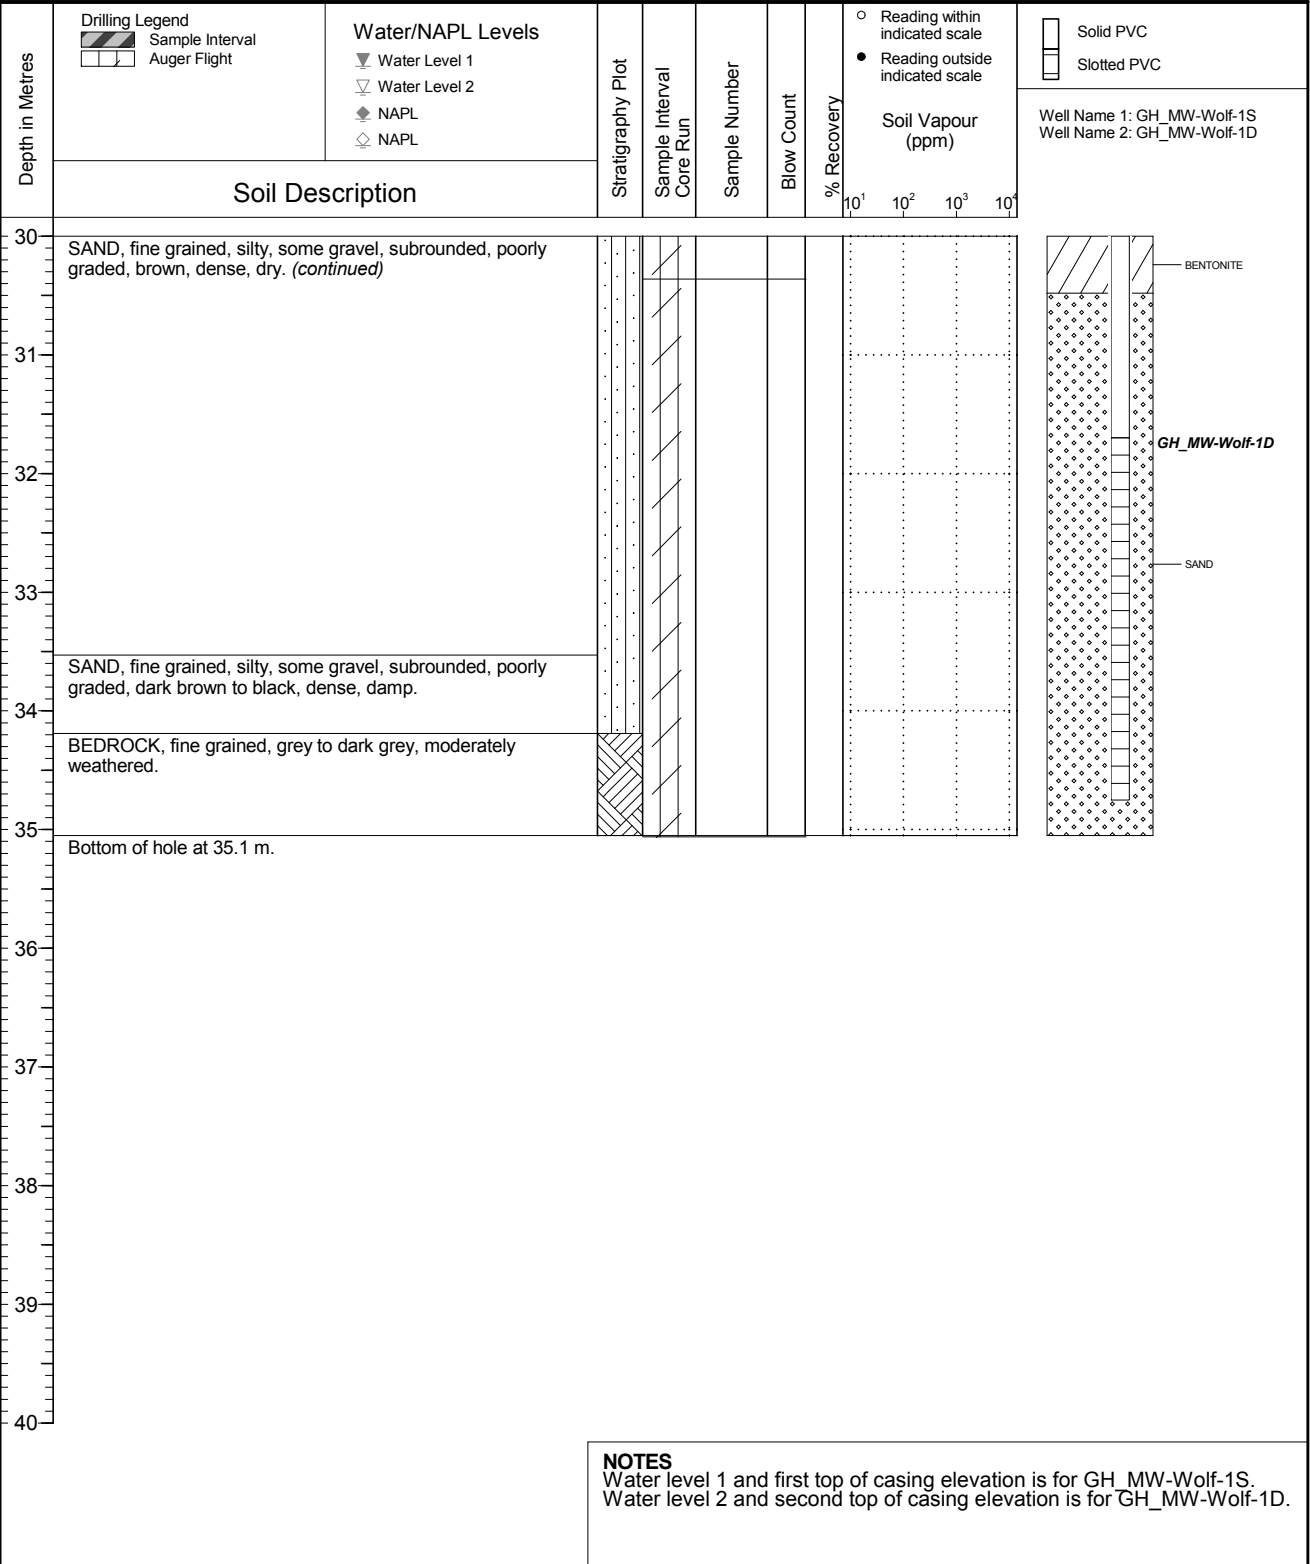 Depth in Metres
Drilling Legend
Sample Interval
Auger Flight
Water/NAPL Levels
Water Level 1
Water Level 2
NAPL
NAPL
Soil Description
Stratigraphy Plot
Sample Interval
Core Run
Sample Number
Blow Count
% Recovery
Reading within
indicated scale
Reading outside
indicated scale
Soil Vapour
(ppm)
10¹ 10² 10³ 10⁴
Solid PVC
Slotted PVC
Well Name 1: GH_MW-Wolf-1S
Well Name 2: GH_MW-Wolf-1D
30
SAND, fine grained, silty, some gravel, subrounded, poorly
graded, brown, dense, dry. (continued)
BENTONITE
31
GH_MW-Wolf-1D
32
SAND
33
SAND, fine grained, silty, some gravel, subrounded, poorly
graded, dark brown to black, dense, damp.
34
BEDROCK, fine grained, grey to dark grey, moderately
weathered.
35
Bottom of hole at 35.1 m.
36
37
38
39
40
NOTES
Water level 1 and first top of casing elevation is for GH_MW-Wolf-1S.
Water level 2 and second top of casing elevation is for GH_MW-Wolf-1D.